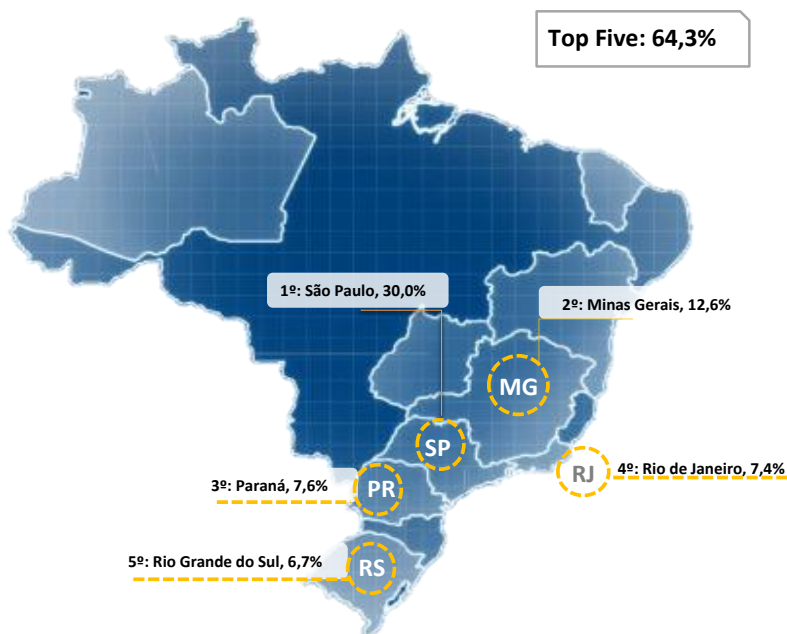 Top Five: 64,3%
1º: São Paulo, 30,0%
2º: Minas Gerais, 12,6%
MG
SP
RJ
4º: Rio de Janeiro, 7,4%
3º: Paraná, 7,6%
PR
5º: Rio Grande do Sul, 6,7%
RS